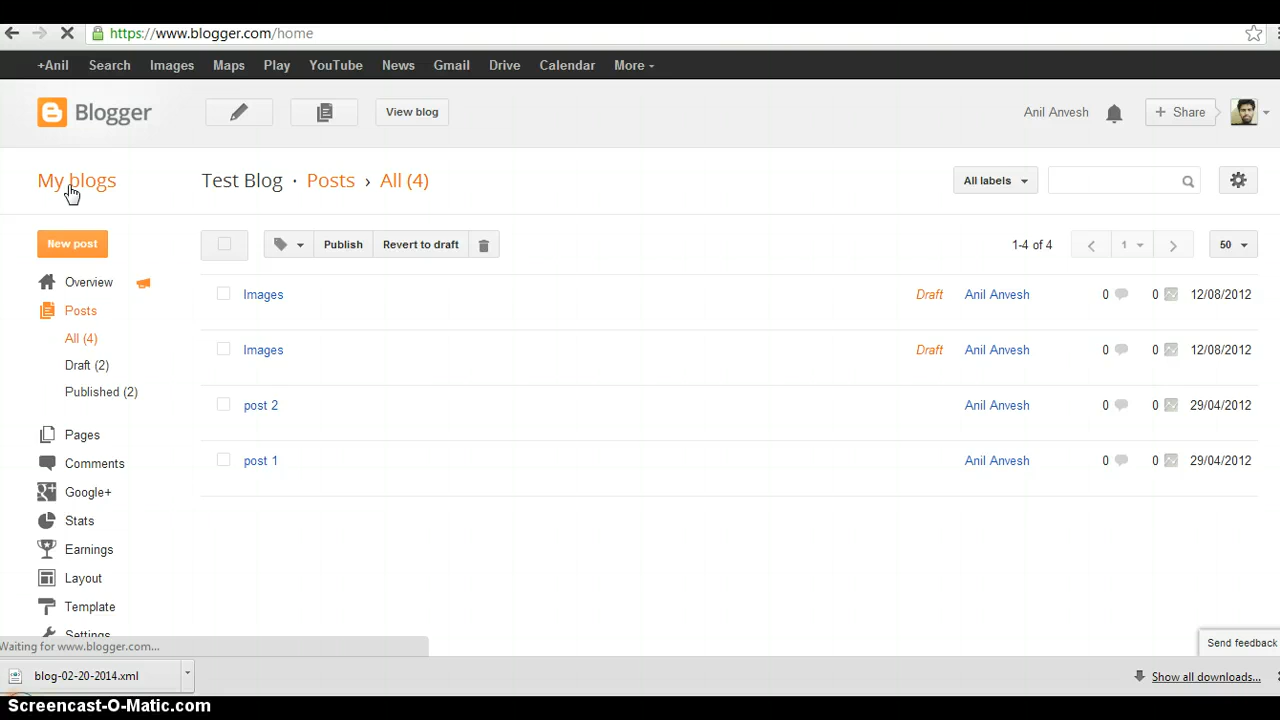 https://www.blogger.com/home
+Anil Search Images Maps Play YouTube News Gmail Drive Calendar More
Blogger View blog Anil Anvesh + Share
My blogs Test Blog · Posts › All (4) All labels
New post Publish Revert to draft 1-4 of 4 1 50
Overview
Images Draft Anil Anvesh 0 0 12/08/2012
Posts
All (4)
Images Draft Anil Anvesh 0 0 12/08/2012
Draft (2)
Published (2)
post 2 Anil Anvesh 0 0 29/04/2012
Pages
Comments
post 1 Anil Anvesh 0 0 29/04/2012
Google+
Stats
Earnings
Layout
Template
Settings
Waiting for www.blogger.com...
Send feedback
blog-02-20-2014.xml Show all downloads...
Screencast-O-Matic.com